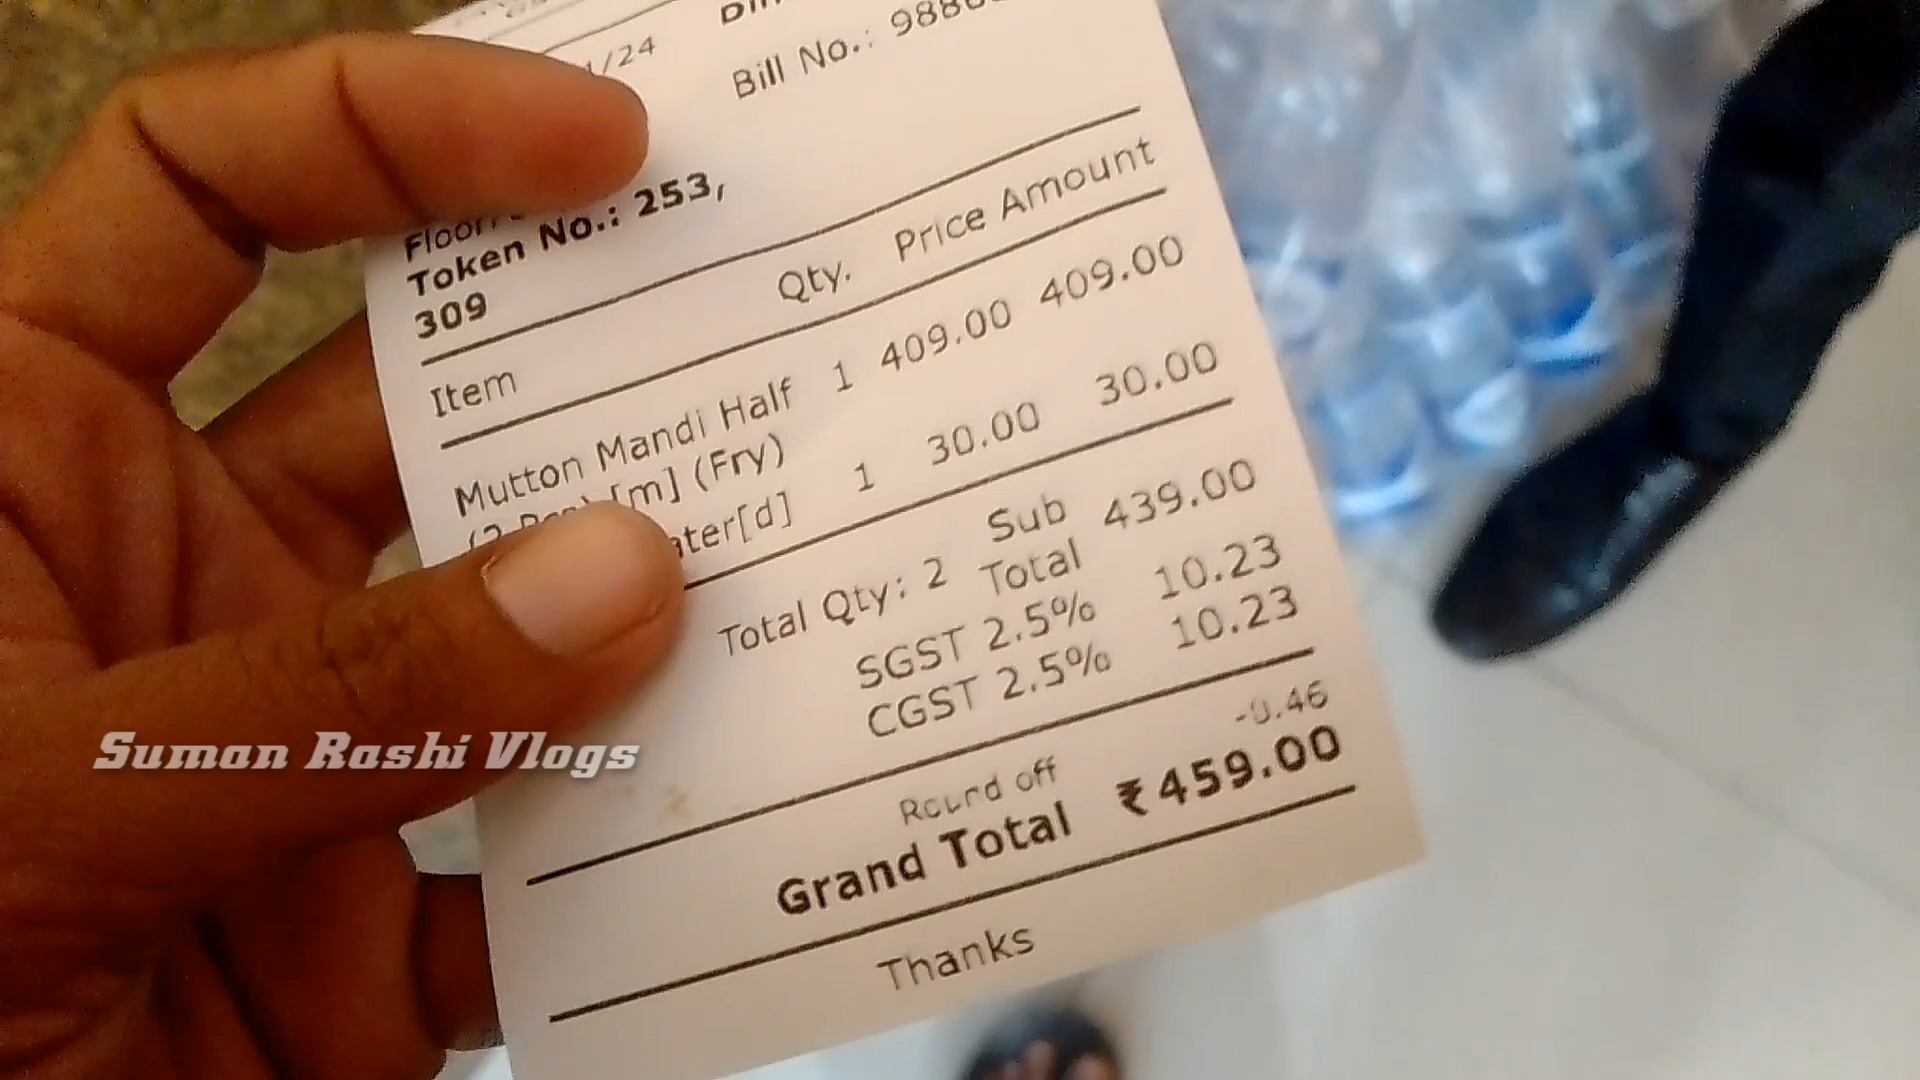 /24
Bill No.:
Token No.: 253,
309
Item Qty. Price Amount
Mutton Mandi Half 1 409.00 409.00
[m] (Fry)
1 30.00 30.00
Total Qty: 2 Sub Total 439.00
SGST 2.5% 10.23
CGST 2.5% 10.23
Round off -0.46
Grand Total ₹459.00
Thanks
Suman Rashi Vlogs